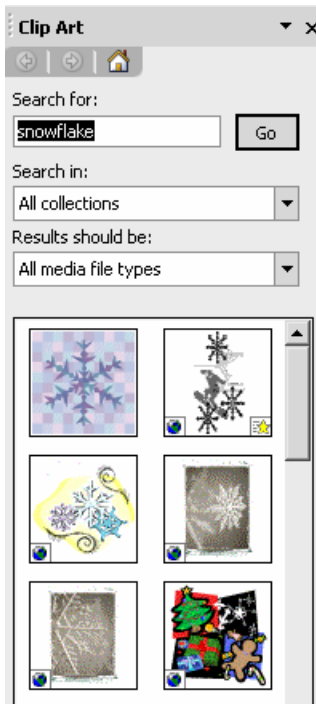 Clip Art
Search for:
snowflake
Go
Search in:
All collections
Results should be:
All media file types